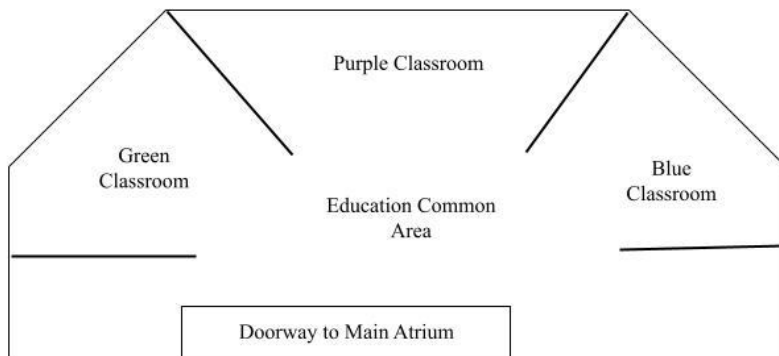 Purple Classroom
Green
Classroom
Blue
Classroom
Education Common
Area
Doorway to Main Atrium